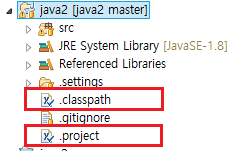 java2 [java2 master]
src
JRE System Library [JavaSE-1.8]
Referenced Libraries
.settings
.classpath
.gitignore
.project